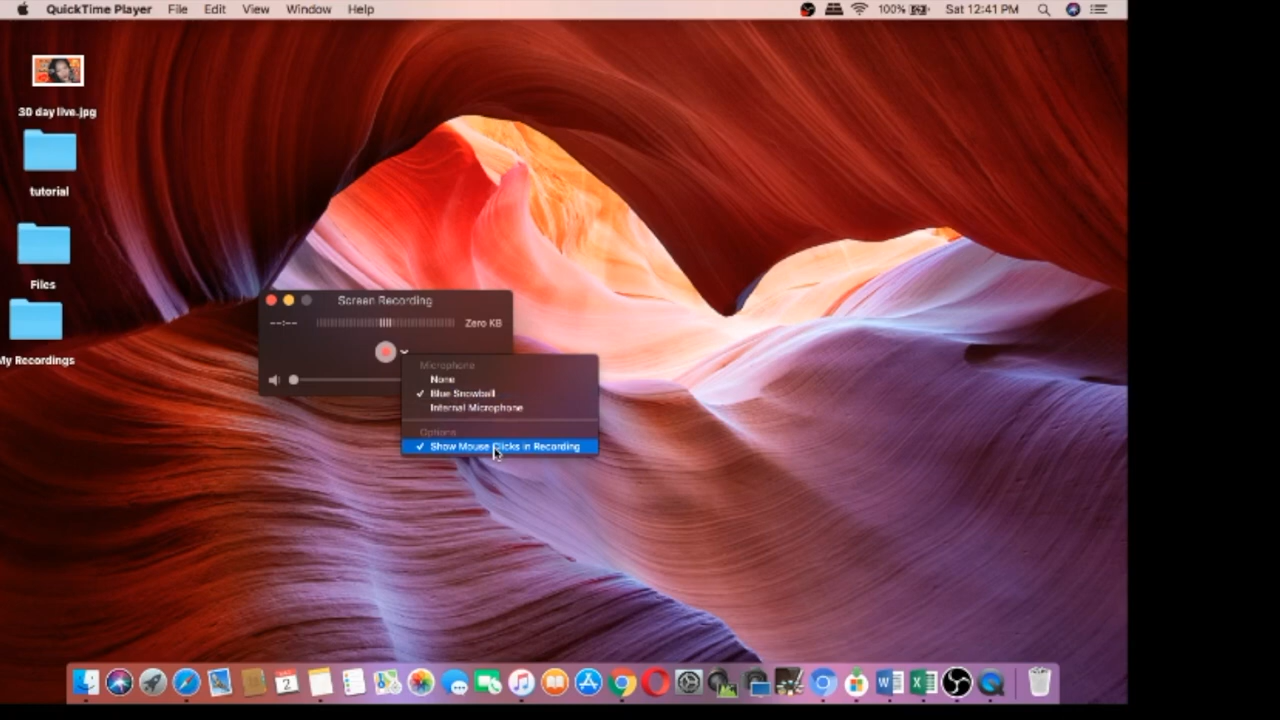 QuickTime Player File Edit View Window Help 100% Sat 12:41 PM
30 day live.jpg
tutorial
Files
My Recordings
Screen Recording
--:-- Zero KB
Microphone
None
✓ Blue Snowball
Internal Microphone
Options
✓ Show Mouse Clicks in Recording
2
W X